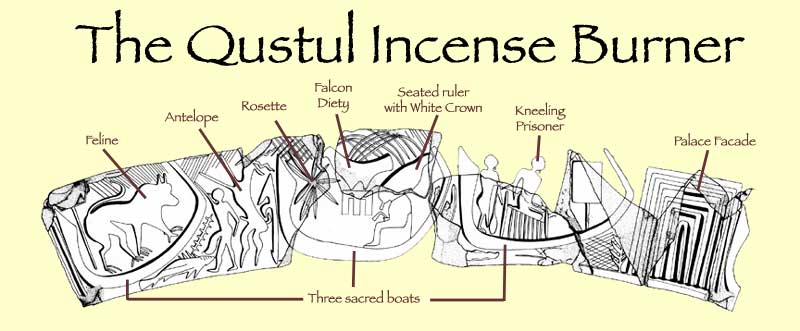 The Qustul Incense Burner
Feline
Antelope
Rosette
Falcon
Diety
Seated ruler
with White Crown
Kneeling
Prisoner
Palace Facade
Three sacred boats